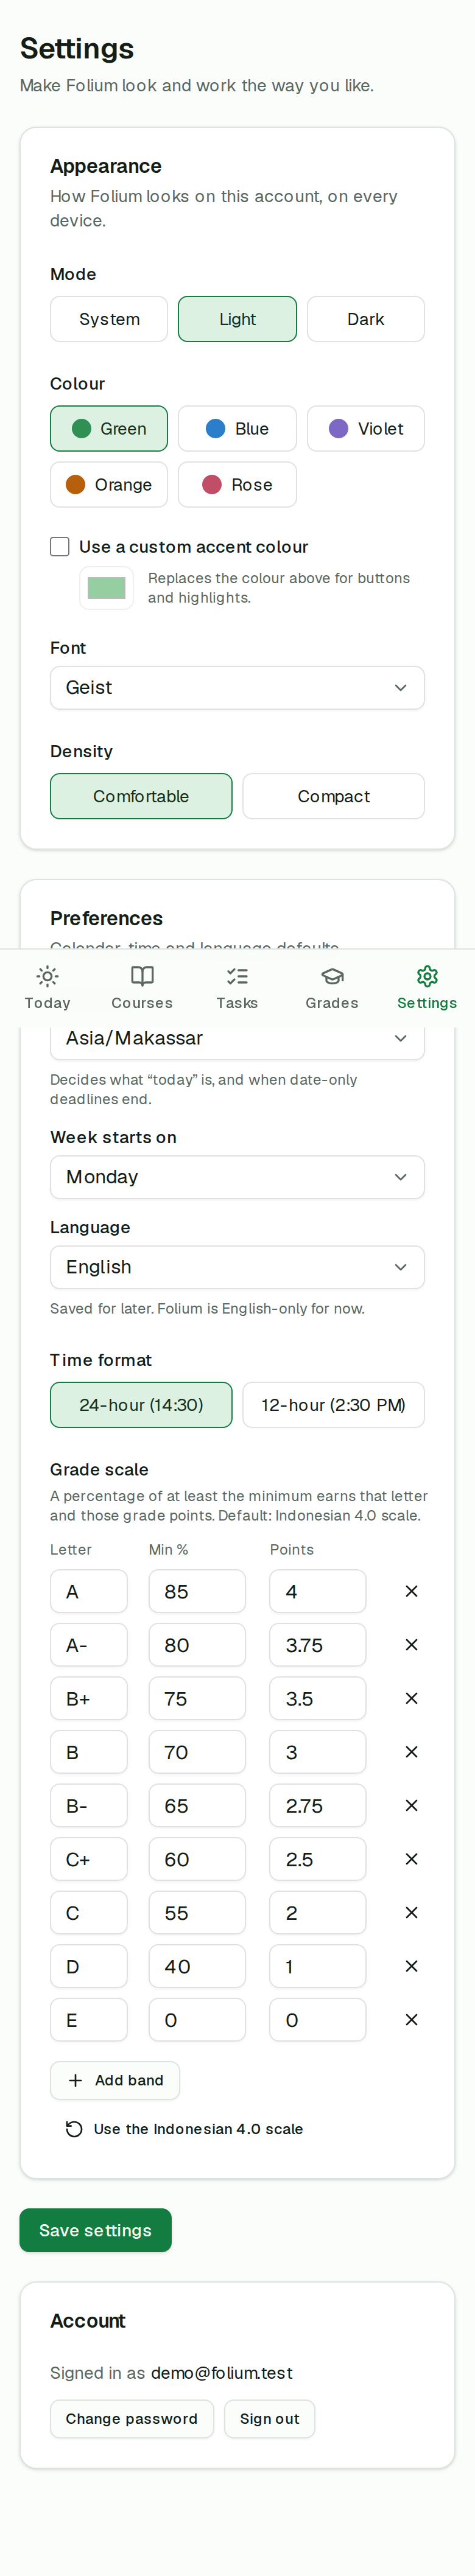 Settings
Make Folium look and work the way you like.
Appearance
How Folium looks on this account, on every
device.
Mode
System
Light
Dark
Colour
Green
Blue
Violet
Orange
Rose
Use a custom accent colour
Replaces the colour above for buttons
and highlights.
Font
Geist
Density
Comfortable
Compact
Preferences
Calendar, time and language defaults.
Today
Courses
Tasks
Grades
Settings
Asia/Makassar
Decides what “today” is, and when date-only
deadlines end.
Week starts on
Monday
Language
English
Saved for later. Folium is English-only for now.
Time format
24-hour (14:30)
12-hour (2:30 PM)
Grade scale
A percentage of at least the minimum earns that letter
and those grade points. Default: Indonesian 4.0 scale.
Letter Min % Points
A 85 4
A- 80 3.75
B+ 75 3.5
B 70 3
B- 65 2.75
C+ 60 2.5
C 55 2
D 40 1
E 0 0
Add band
Use the Indonesian 4.0 scale
Save settings
Account
Signed in as demo@folium.test
Change password
Sign out